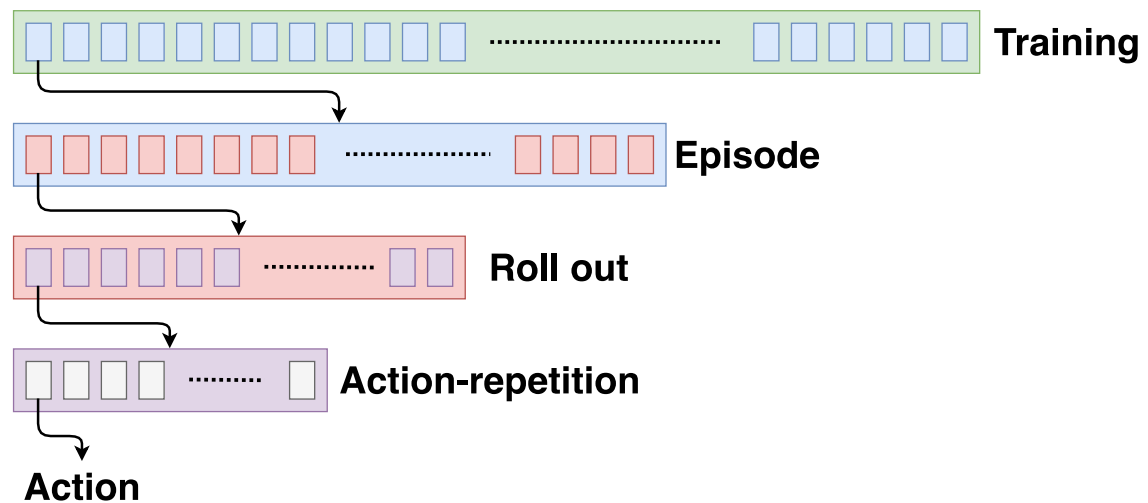 Training
Episode
Roll out
Action-repetition
Action